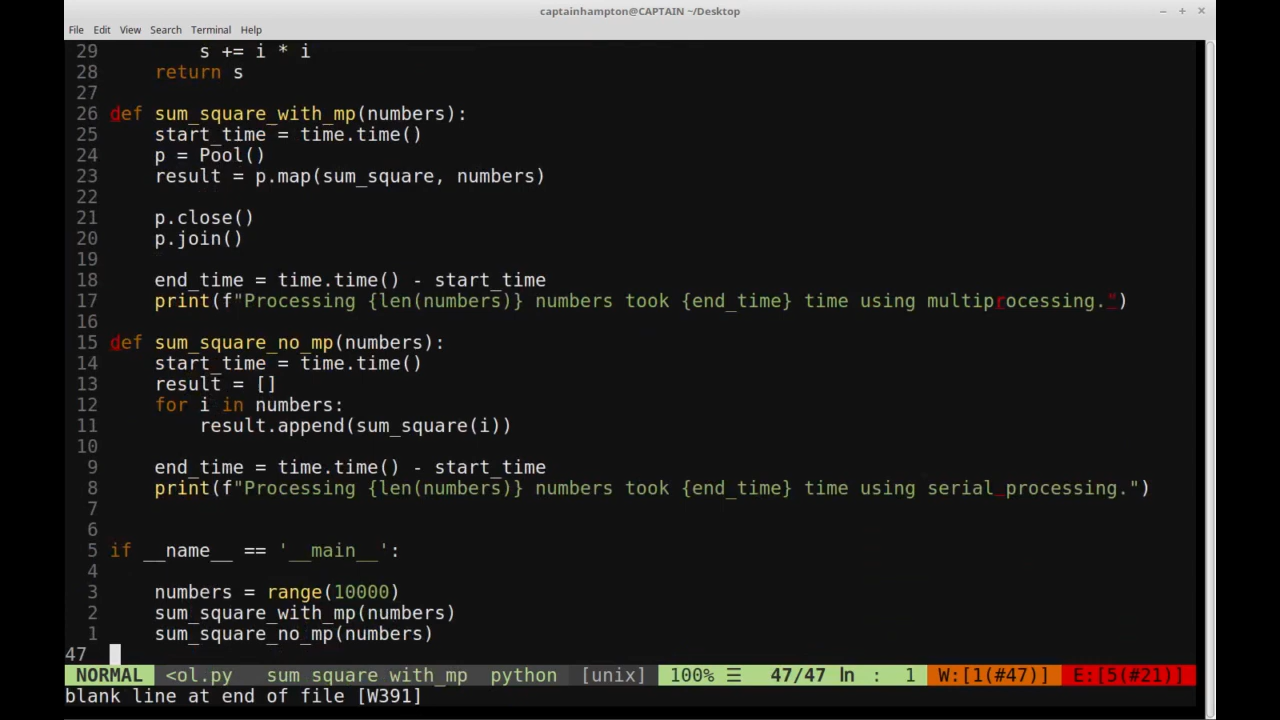 captainhampton@CAPTAIN ~/Desktop
File Edit View Search Terminal Help
29         s += i * i
28     return s
27
26 def sum_square_with_mp(numbers):
25     start_time = time.time()
24     p = Pool()
23     result = p.map(sum_square, numbers)
22
21     p.close()
20     p.join()
19
18     end_time = time.time() - start_time
17     print(f"Processing {len(numbers)} numbers took {end_time} time using multiprocessing.")
16
15 def sum_square_no_mp(numbers):
14     start_time = time.time()
13     result = []
12     for i in numbers:
11         result.append(sum_square(i))
10
9     end_time = time.time() - start_time
8     print(f"Processing {len(numbers)} numbers took {end_time} time using serial processing.")
7
6
5 if __name__ == '__main__':
4
3     numbers = range(10000)
2     sum_square_with_mp(numbers)
1     sum_square_no_mp(numbers)
47
NORMAL <ol.py sum_square_with_mp python [unix] 100% ☰ 47/47 ln : 1 W:[1(#47)] E:[5(#21)]
blank line at end of file [W391]